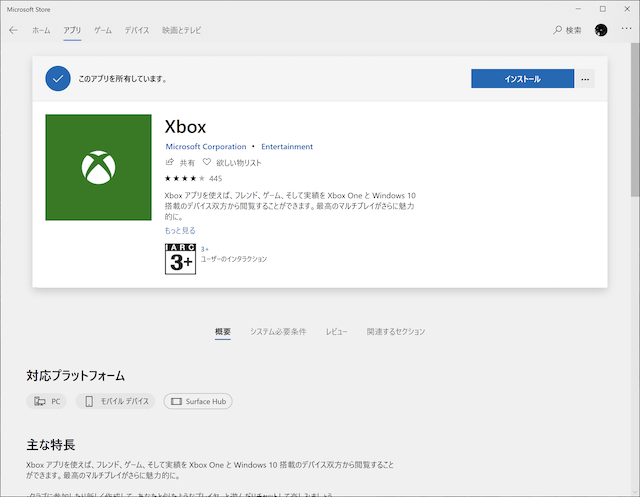 Microsoft Store
ホーム アプリ ゲーム デバイス 映画とテレビ 検索
このアプリを所有しています。 インストール
Xbox
Microsoft Corporation • Entertainment
共有 欲しい物リスト
445
Xbox アプリを使えば、フレンド、ゲーム、そして実績を Xbox One と Windows 10
搭載のデバイス双方から閲覧することができます。最高のマルチプレイがさらに魅力
的に。
もっと見る
IARC
3+
3+
ユーザーのインタラクション
概要 システム必要条件 レビュー 関連するセクション
対応プラットフォーム
PC モバイル デバイス Surface Hub
主な特長
Xbox アプリを使えば、フレンド、ゲーム、そして実績を Xbox One と Windows 10 搭載のデバイス双方から閲覧すること
ができます。最高のマルチプレイがさらに魅力的に。